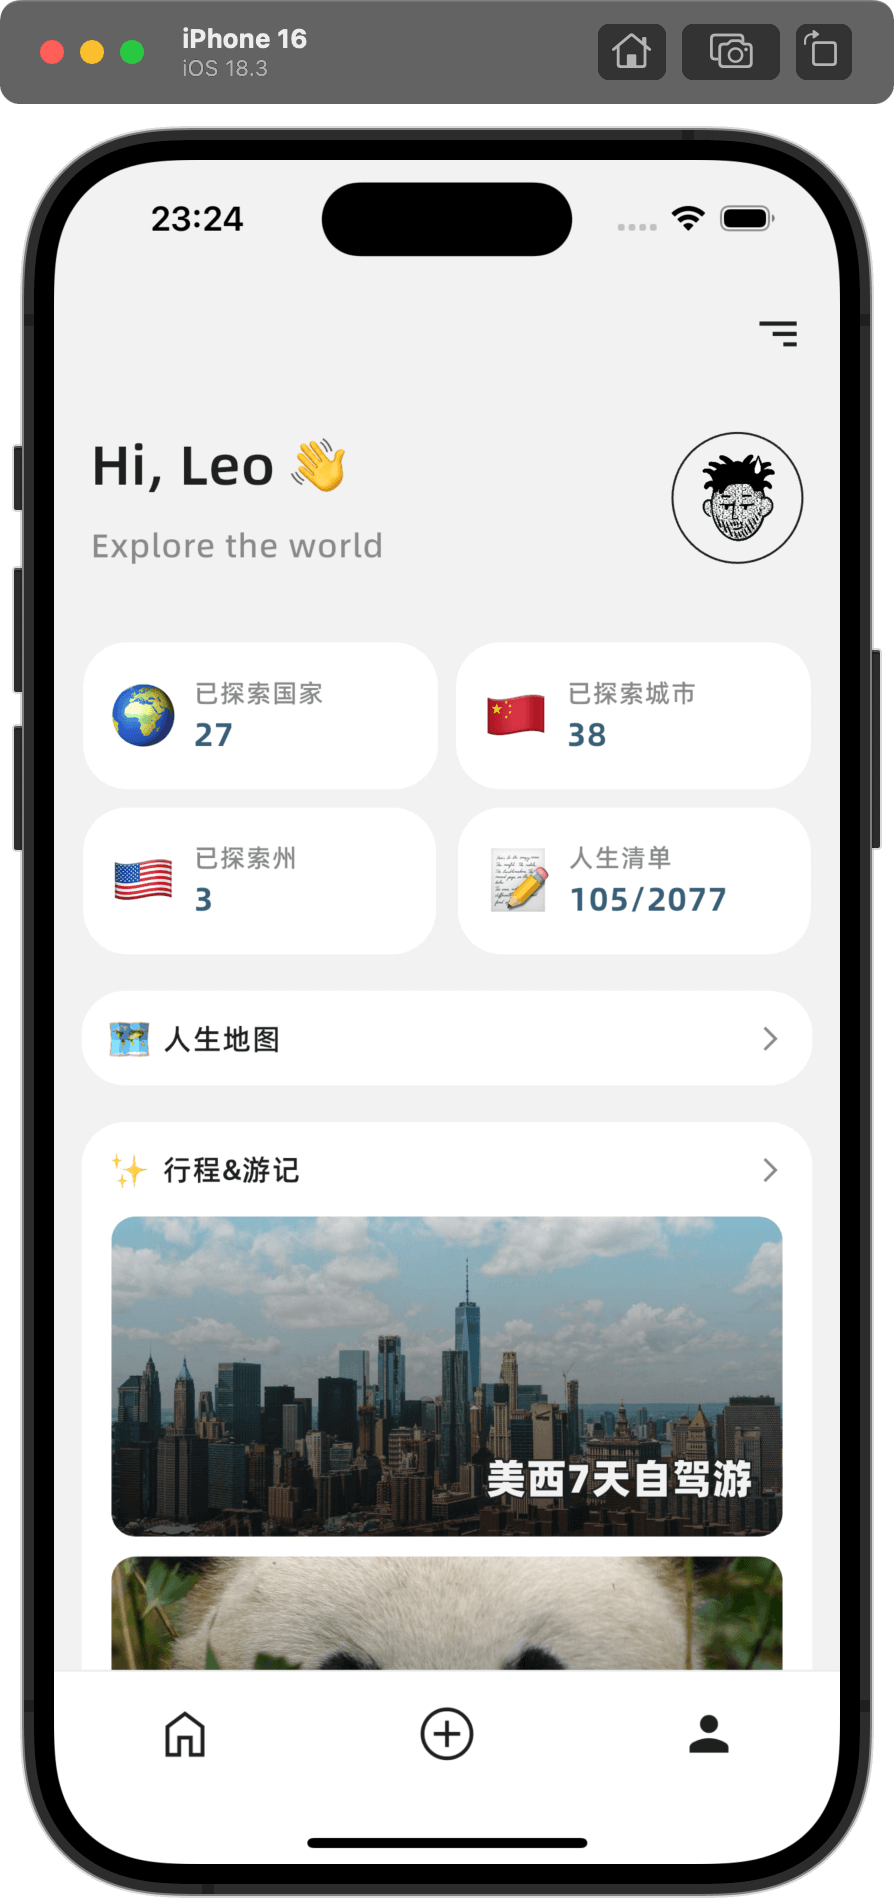 iPhone 16
iOS 18.3
23:24
Hi, Leo 👋
Explore the world
已探索国家
27
已探索城市
38
已探索州
3
人生清单
105/2077
人生地图
行程&游记
美西7天自驾游